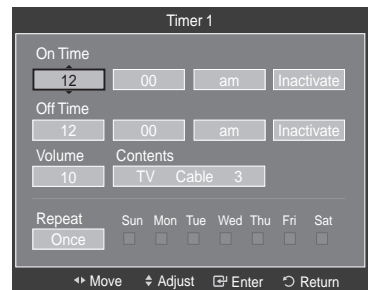 Timer 1
On Time
12 00 am Inactivate
Off Time
12 00 am Inactivate
Volume Contents
10 TV Cable 3
Repeat Sun Mon Tue Wed Thu Fri Sat
Once
Move Adjust Enter Return